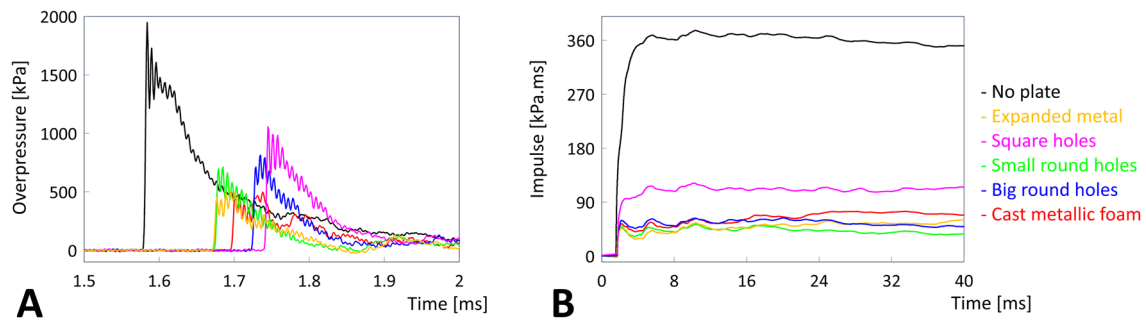 2000
1500
1000
500
0
Overpressure [kPa]
1.5
1.6
1.7
1.8
1.9
2
Time [ms]
A
360
270
180
90
0
Impulse [kPa.ms]
0
8
16
24
32
40
Time [ms]
B
- No plate
- Expanded metal
- Square holes
- Small round holes
- Big round holes
- Cast metallic foam